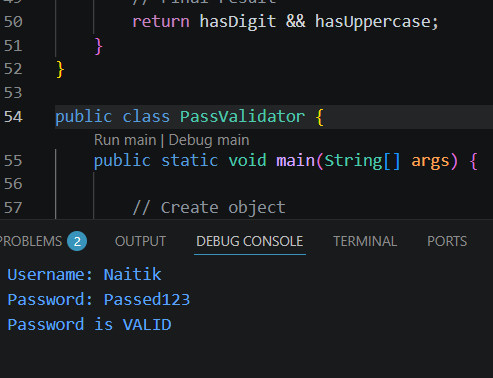 49 // Final result
50 return hasDigit && hasUppercase;
51 }
52 }
53
54 public class PassValidator {
Run main | Debug main
55 public static void main(String[] args) {
56
57 // Create object
PROBLEMS 2 OUTPUT DEBUG CONSOLE TERMINAL PORTS
Username: Naitik
Password: Passed123
Password is VALID